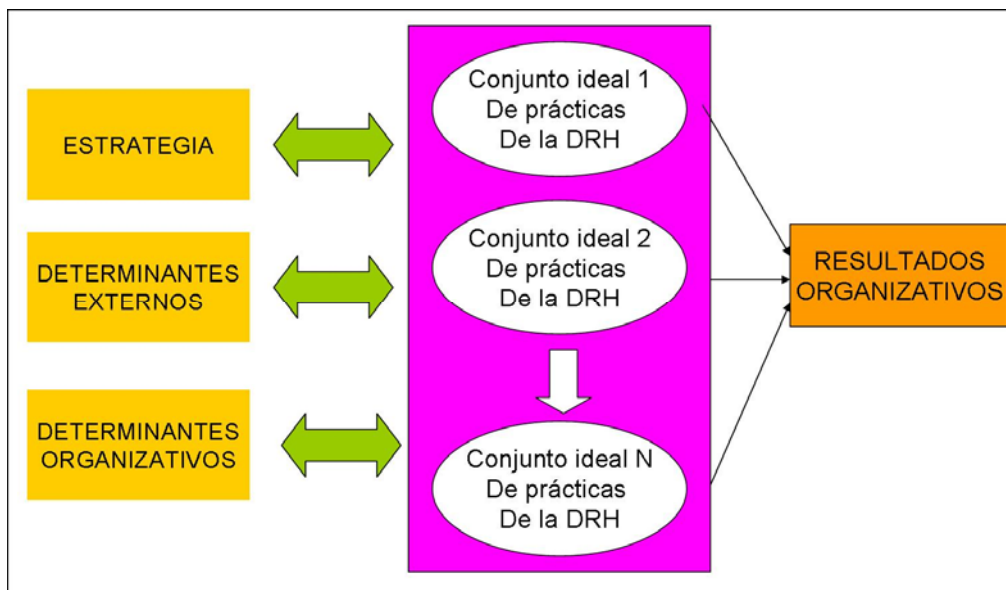 ESTRATEGIA
DETERMINANTES
EXTERNOS
DETERMINANTES
ORGANIZATIVOS
Conjunto ideal 1
De prácticas
De la DRH
Conjunto ideal 2
De prácticas
De la DRH
Conjunto ideal N
De prácticas
De la DRH
RESULTADOS
ORGANIZATIVOS